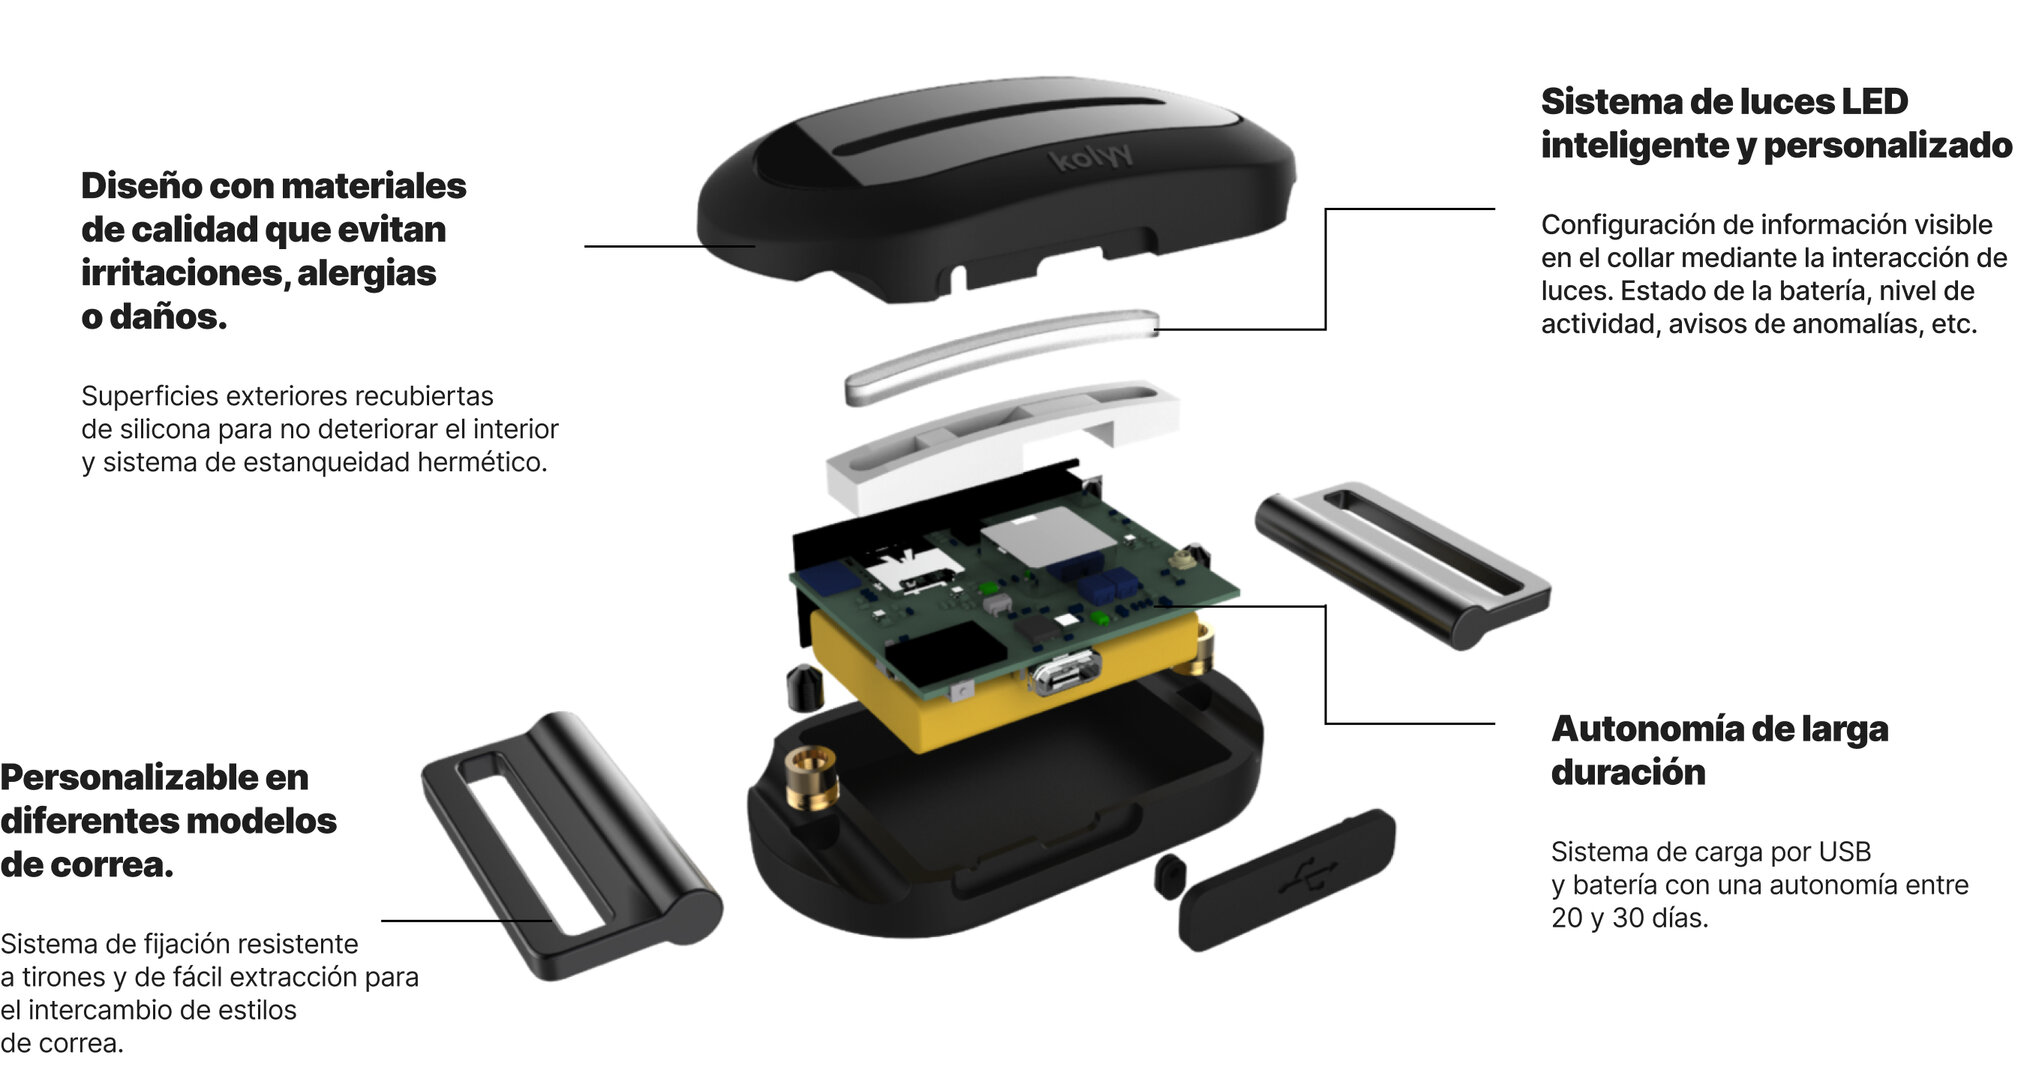 Diseño con materiales
de calidad que evitan
irritaciones, alergias
o daños.
Superficies exteriores recubiertas
de silicona para no deteriorar el interior
y sistema de estanqueidad hermético.
Personalizable en
diferentes modelos
de correa.
Sistema de fijación resistente
a tirones y de fácil extracción para
el intercambio de estilos
de correa.
kolyy
Sistema de luces LED
inteligente y personalizado
Configuración de información visible
en el collar mediante la interacción de
luces. Estado de la batería, nivel de
actividad, avisos de anomalías, etc.
Autonomía de larga
duración
Sistema de carga por USB
y batería con una autonomía entre
20 y 30 días.